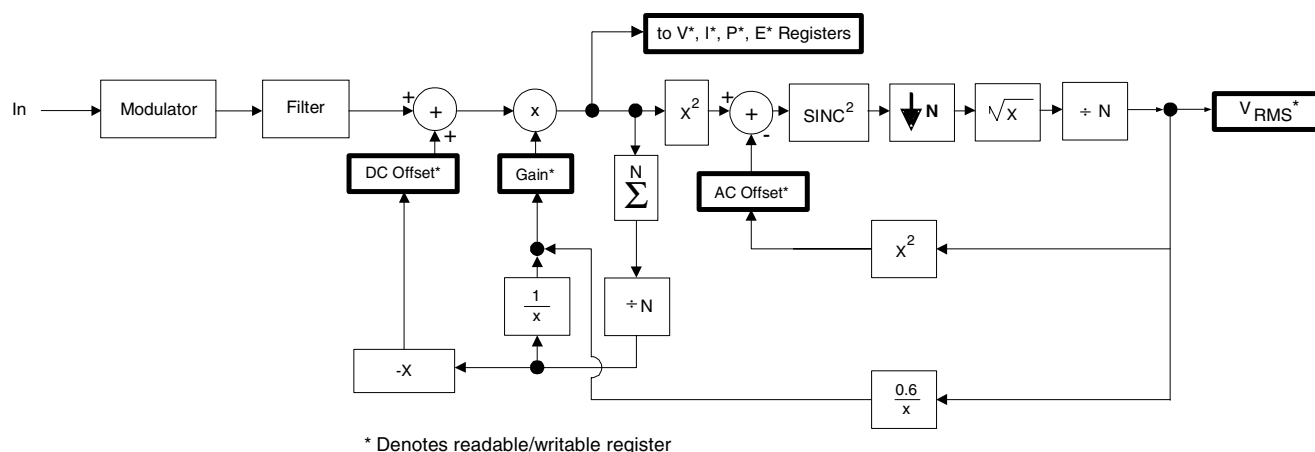 to V*, I*, P*, E* Registers
In
Modulator
Filter
+
+
+
x
X²
+
+
-
SINC²
N
√x
÷ N
V RMS*
DC Offset*
Gain*
N
Σ
AC Offset*
X²
1
x
÷ N
-X
0.6
x
* Denotes readable/writable register